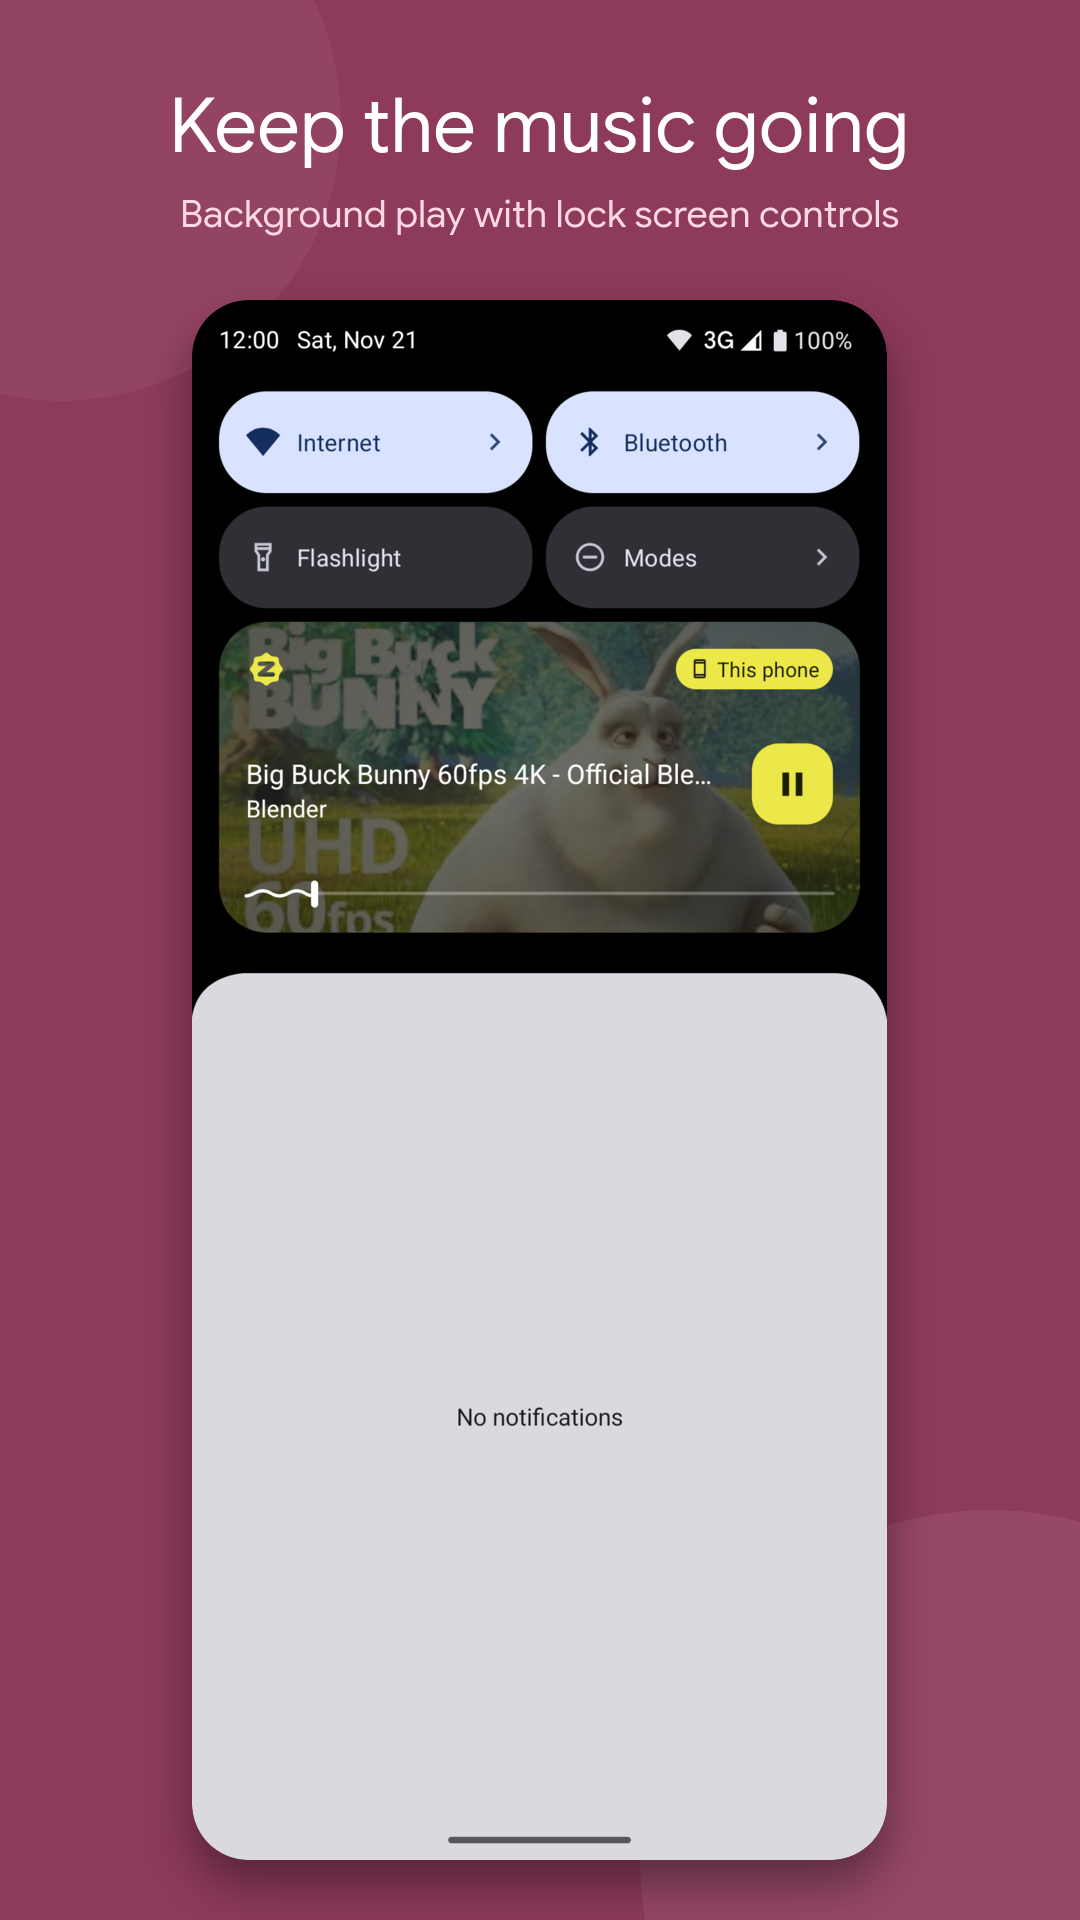 Keep the music going
Background play with lock screen controls
12:00 Sat, Nov 21 3G 100%
Internet
Bluetooth
Flashlight
Modes
Big Buck
BUNNY
This phone
Big Buck Bunny 60fps 4K - Official Ble...
Blender
UHD
60fps
No notifications